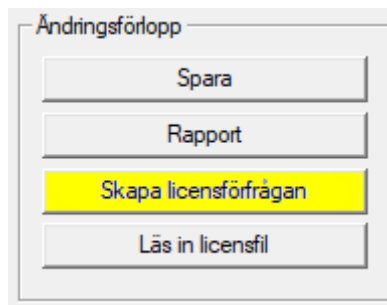 Ändringsförlopp
Spara
Rapport
Skapa licensförfrågan
Läs in licensfil